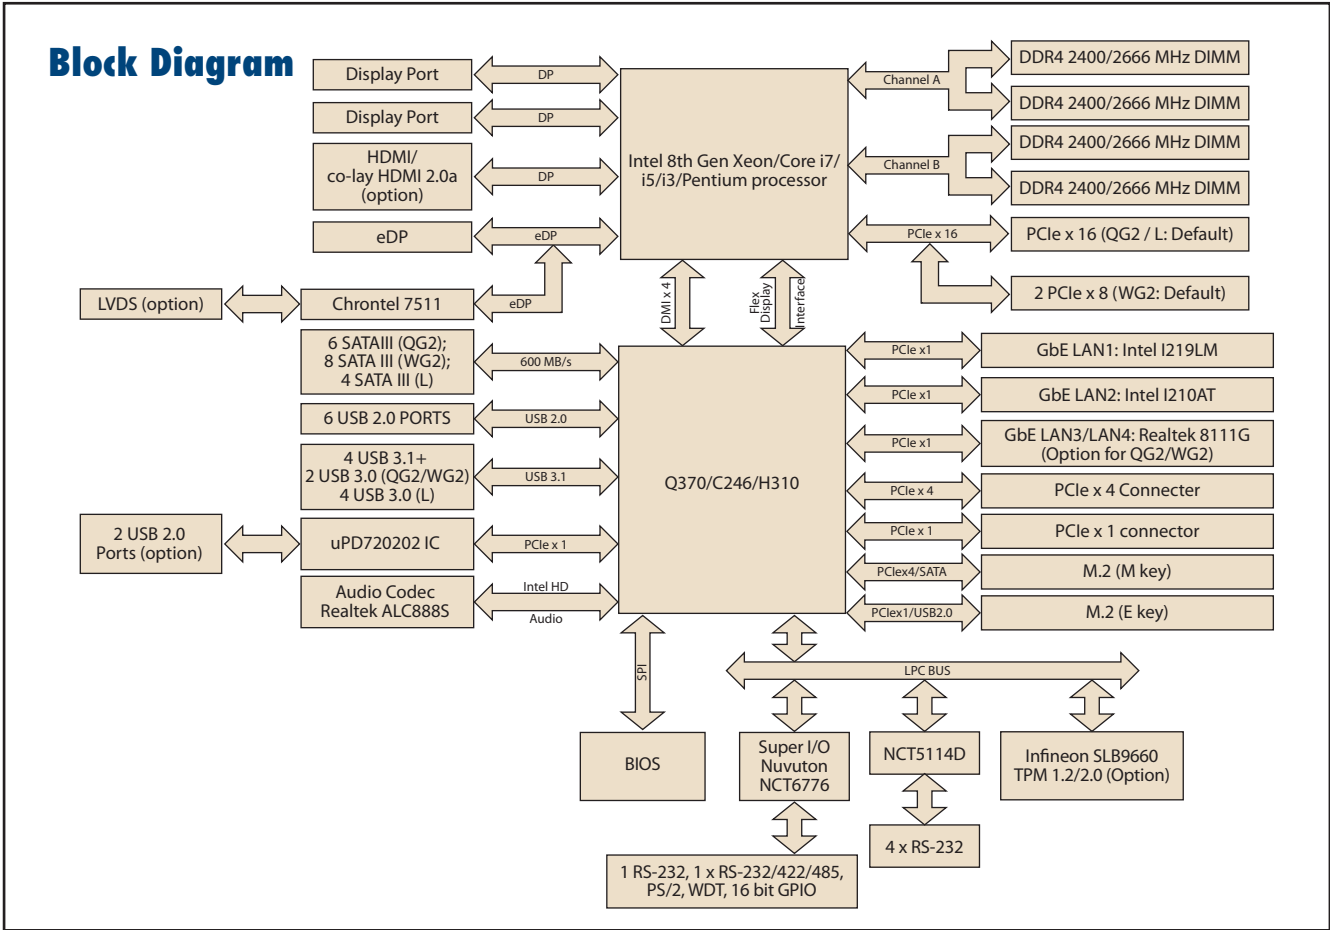 Block Diagram
Display Port
DP
Display Port
DP
HDMI/
co-lay HDMI 2.0a
(option)
DP
eDP
eDP
LVDS (option)
Chrontel 7511
eDP
Intel 8th Gen Xeon/Core i7/
i5/i3/Pentium processor
Channel A
DDR4 2400/2666 MHz DIMM
DDR4 2400/2666 MHz DIMM
Channel B
DDR4 2400/2666 MHz DIMM
DDR4 2400/2666 MHz DIMM
PCIe x 16
PCIe x 16 (QG2 / L: Default)
2 PCIe x 8 (WG2: Default)
DMI x 4
Flex
Display
Interface
6 SATAIII (QG2);
8 SATA III (WG2);
4 SATA III (L)
600 MB/s
6 USB 2.0 PORTS
USB 2.0
4 USB 3.1+
2 USB 3.0 (QG2/WG2)
4 USB 3.0 (L)
USB 3.1
2 USB 2.0
Ports (option)
uPD720202 IC
PCIe x 1
Audio Codec
Realtek ALC888S
Intel HD
Audio
Q370/C246/H310
PCIe x1
GbE LAN1: Intel I219LM
PCIe x1
GbE LAN2: Intel I210AT
PCIe x1
GbE LAN3/LAN4: Realtek 8111G
(Option for QG2/WG2)
PCIe x 4
PCIe x 4 Connecter
PCIe x 1
PCIe x 1 connector
PCIex4/SATA
M.2 (M key)
PCIex1/USB2.0
M.2 (E key)
SPI
LPC BUS
BIOS
Super I/O
Nuvuton
NCT6776
NCT5114D
Infineon SLB9660
TPM 1.2/2.0 (Option)
4 x RS-232
1 RS-232, 1 x RS-232/422/485,
PS/2, WDT, 16 bit GPIO